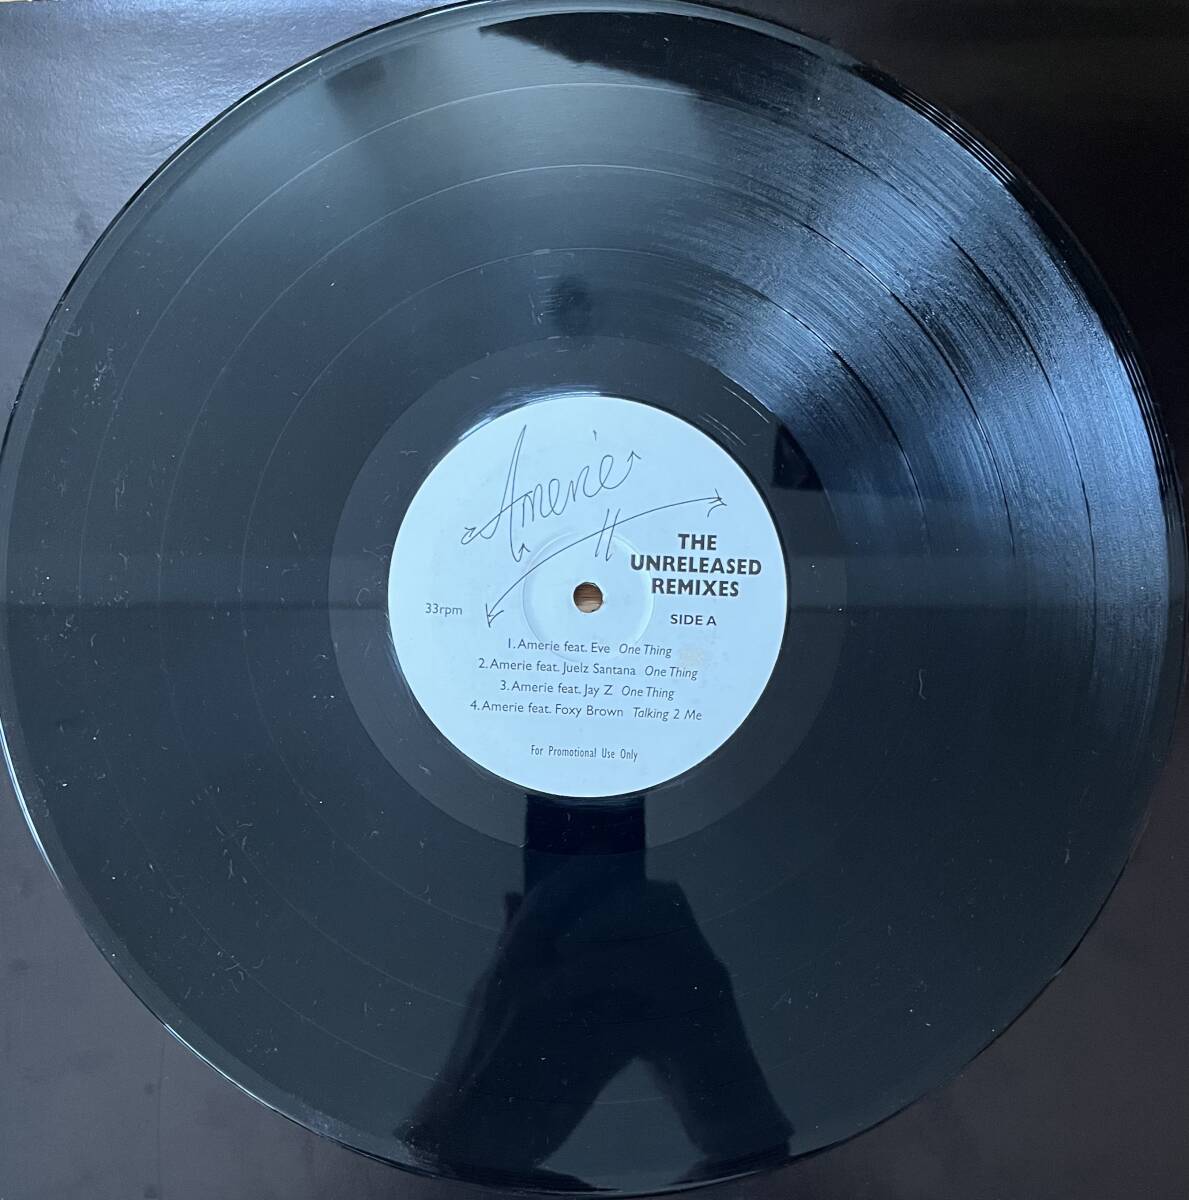 Amerie
THE
UNRELEASED
REMIXES
33rpm
SIDE A
1. Amerie feat. Eve One Thing
2. Amerie feat. Juelz Santana One Thing
3. Amerie feat. Jay Z One Thing
4. Amerie feat. Foxy Brown Talking 2 Me
For Promotional Use Only